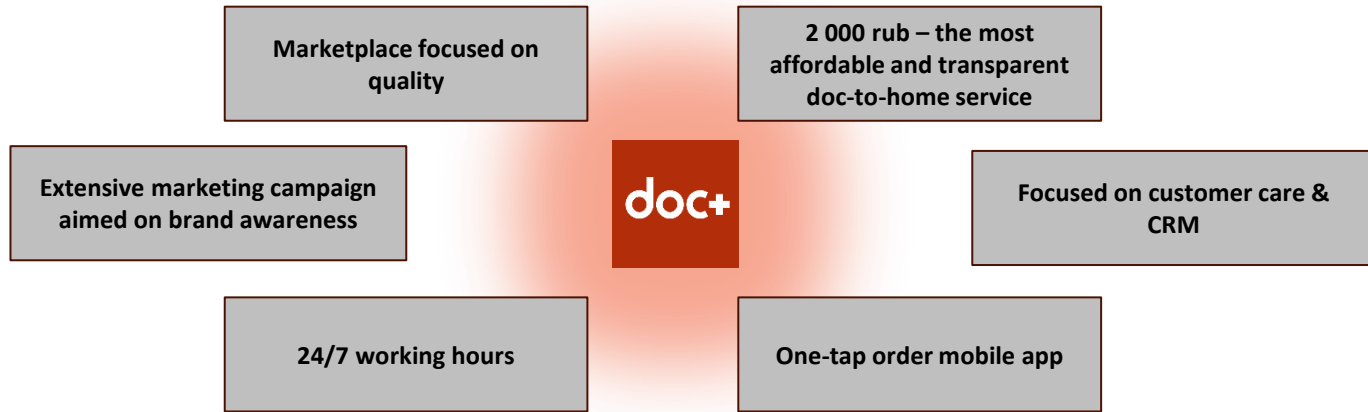 Marketplace focused on
quality
2 000 rub – the most
affordable and transparent
doc-to-home service
Extensive marketing campaign
aimed on brand awareness
doc+
Focused on customer care &
CRM
24/7 working hours
One-tap order mobile app